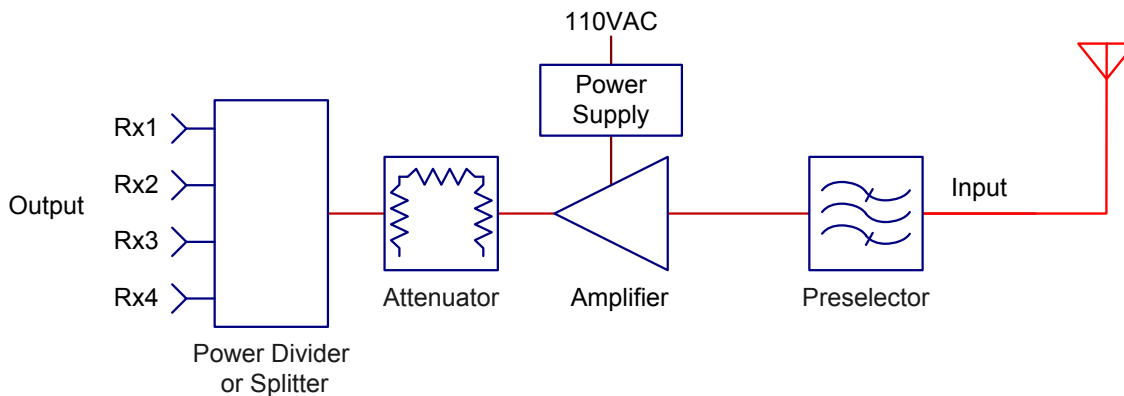 110VAC
Power
Supply
Rx1
Rx2
Rx3
Rx4
Output
Input
Attenuator
Amplifier
Preselector
Power Divider
or Splitter